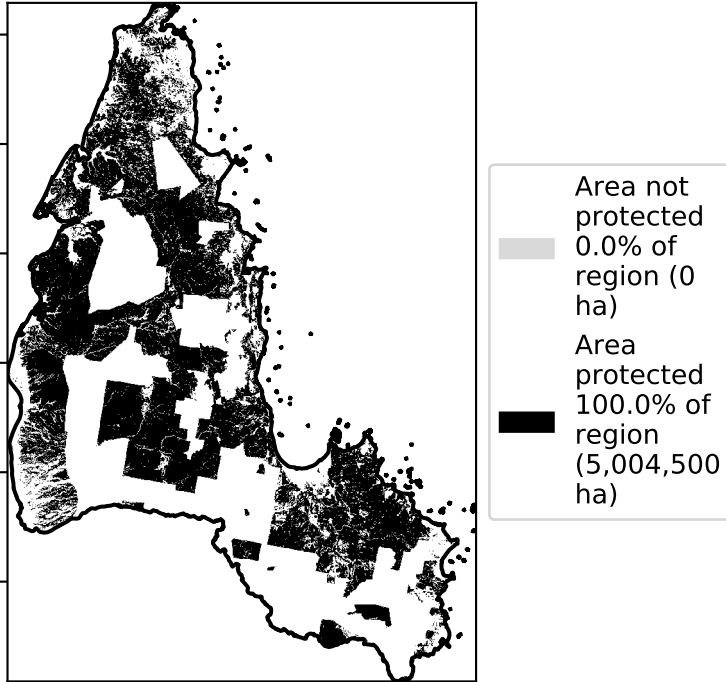 Area not
protected
0.0% of
region (0
ha)
Area
protected
100.0% of
region
(5,004,500
ha)